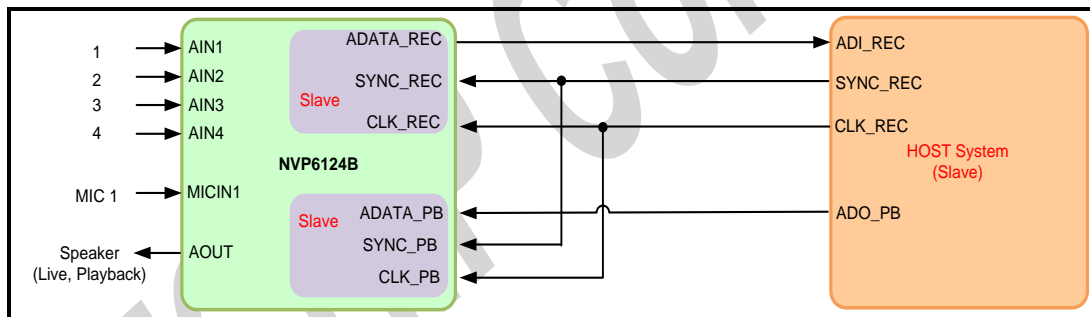 1
2
3
4
MIC 1
Speaker
(Live, Playback)
AIN1
AIN2
AIN3
AIN4
MICIN1
AOUT
NVP6124B
Slave
ADATA_REC
SYNC_REC
CLK_REC
Slave
ADATA_PB
SYNC_PB
CLK_PB
ADI_REC
SYNC_REC
CLK_REC
HOST System
(Slave)
ADO_PB